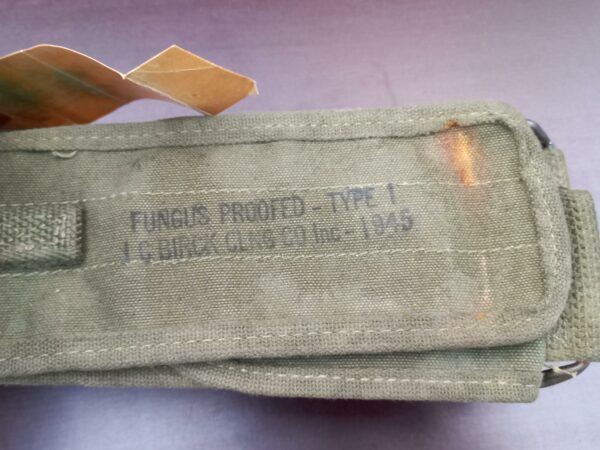 FUNGUS PROOFED - TYPE 1
J C BIRCK CLNG CO Inc - 1945